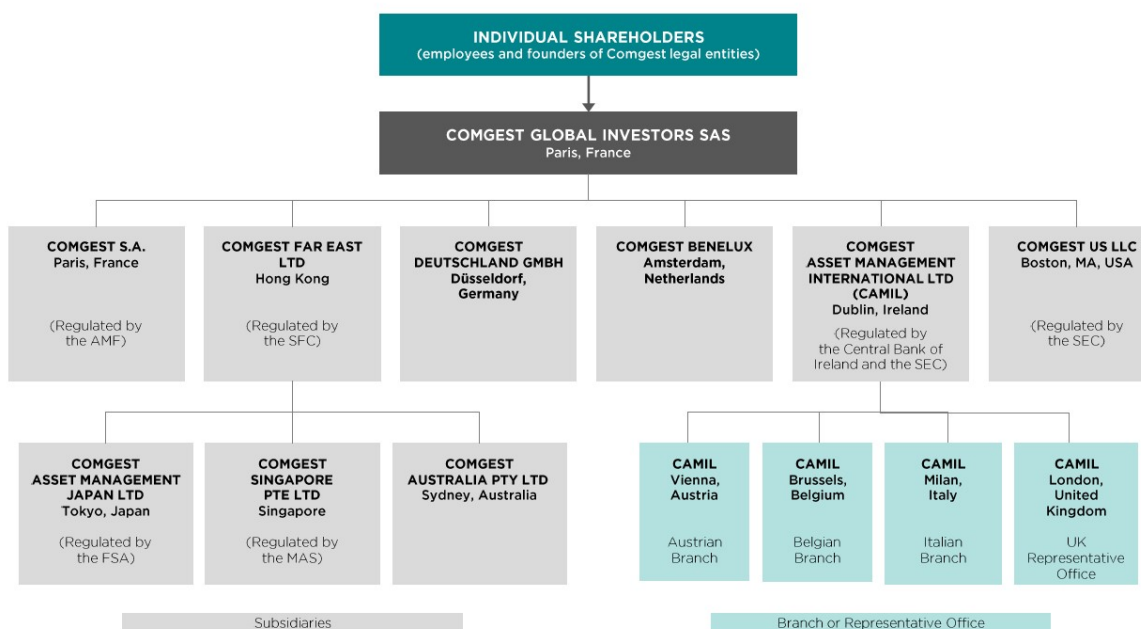 INDIVIDUAL SHAREHOLDERS
(employees and founders of Comgest legal entities)
COMGEST GLOBAL INVESTORS SAS
Paris, France
COMGEST S.A.
Paris, France
(Regulated by
the AMF)
COMGEST FAR EAST
LTD
Hong Kong
(Regulated by
the SFC)
COMGEST
DEUTSCHLAND GMBH
Düsseldorf,
Germany
COMGEST BENELUX
Amsterdam,
Netherlands
COMGEST
ASSET MANAGEMENT
INTERNATIONAL LTD
(CAMIL)
Dublin, Ireland
(Regulated by
the Central Bank of
Ireland and the SEC)
COMGEST US LLC
Boston, MA, USA
(Regulated by
the SEC)
COMGEST
ASSET MANAGEMENT
JAPAN LTD
Tokyo, Japan
(Regulated by
the FSA)
COMGEST
SINGAPORE
PTE LTD
Singapore
(Regulated by
the MAS)
COMGEST
AUSTRALIA PTY LTD
Sydney, Australia
CAMIL
Vienna,
Austria
Austrian
Branch
CAMIL
Brussels,
Belgium
Belgian
Branch
CAMIL
Milan,
Italy
Italian
Branch
CAMIL
London,
United
Kingdom
UK
Representative
Office
Subsidiaries
Branch or Representative Office